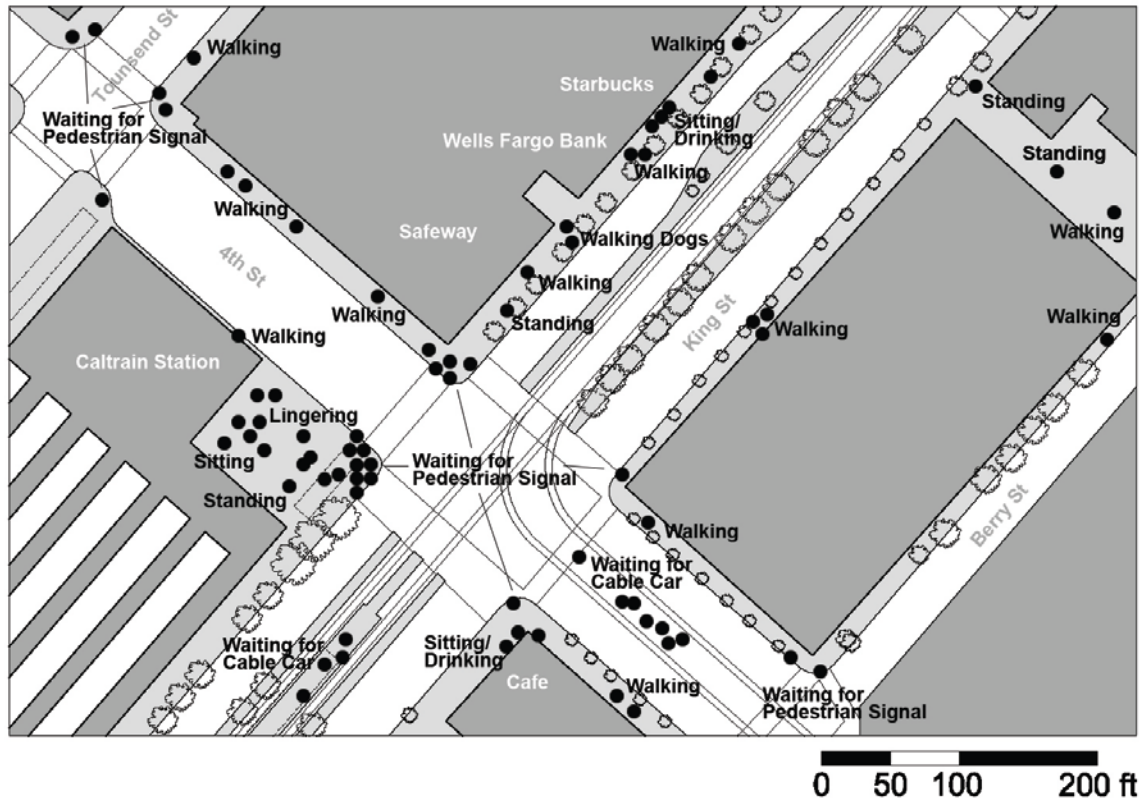 Townsend St
Walking
Walking
Starbucks
Standing
Waiting for
Pedestrian Signal
Sitting/
Drinking
Wells Fargo Bank
Standing
Walking
Walking
Safeway
Walking Dogs
Walking
4th St
Walking
Walking
Standing
King St
Walking
Walking
Walking
Caltrain Station
Lingering
Sitting
Waiting for
Pedestrian Signal
Standing
Berry St
Walking
Waiting for
Cable Car
Waiting for
Cable Car
Sitting/
Drinking
Cafe
Walking
Waiting for
Pedestrian Signal
0 50 100 200 ft